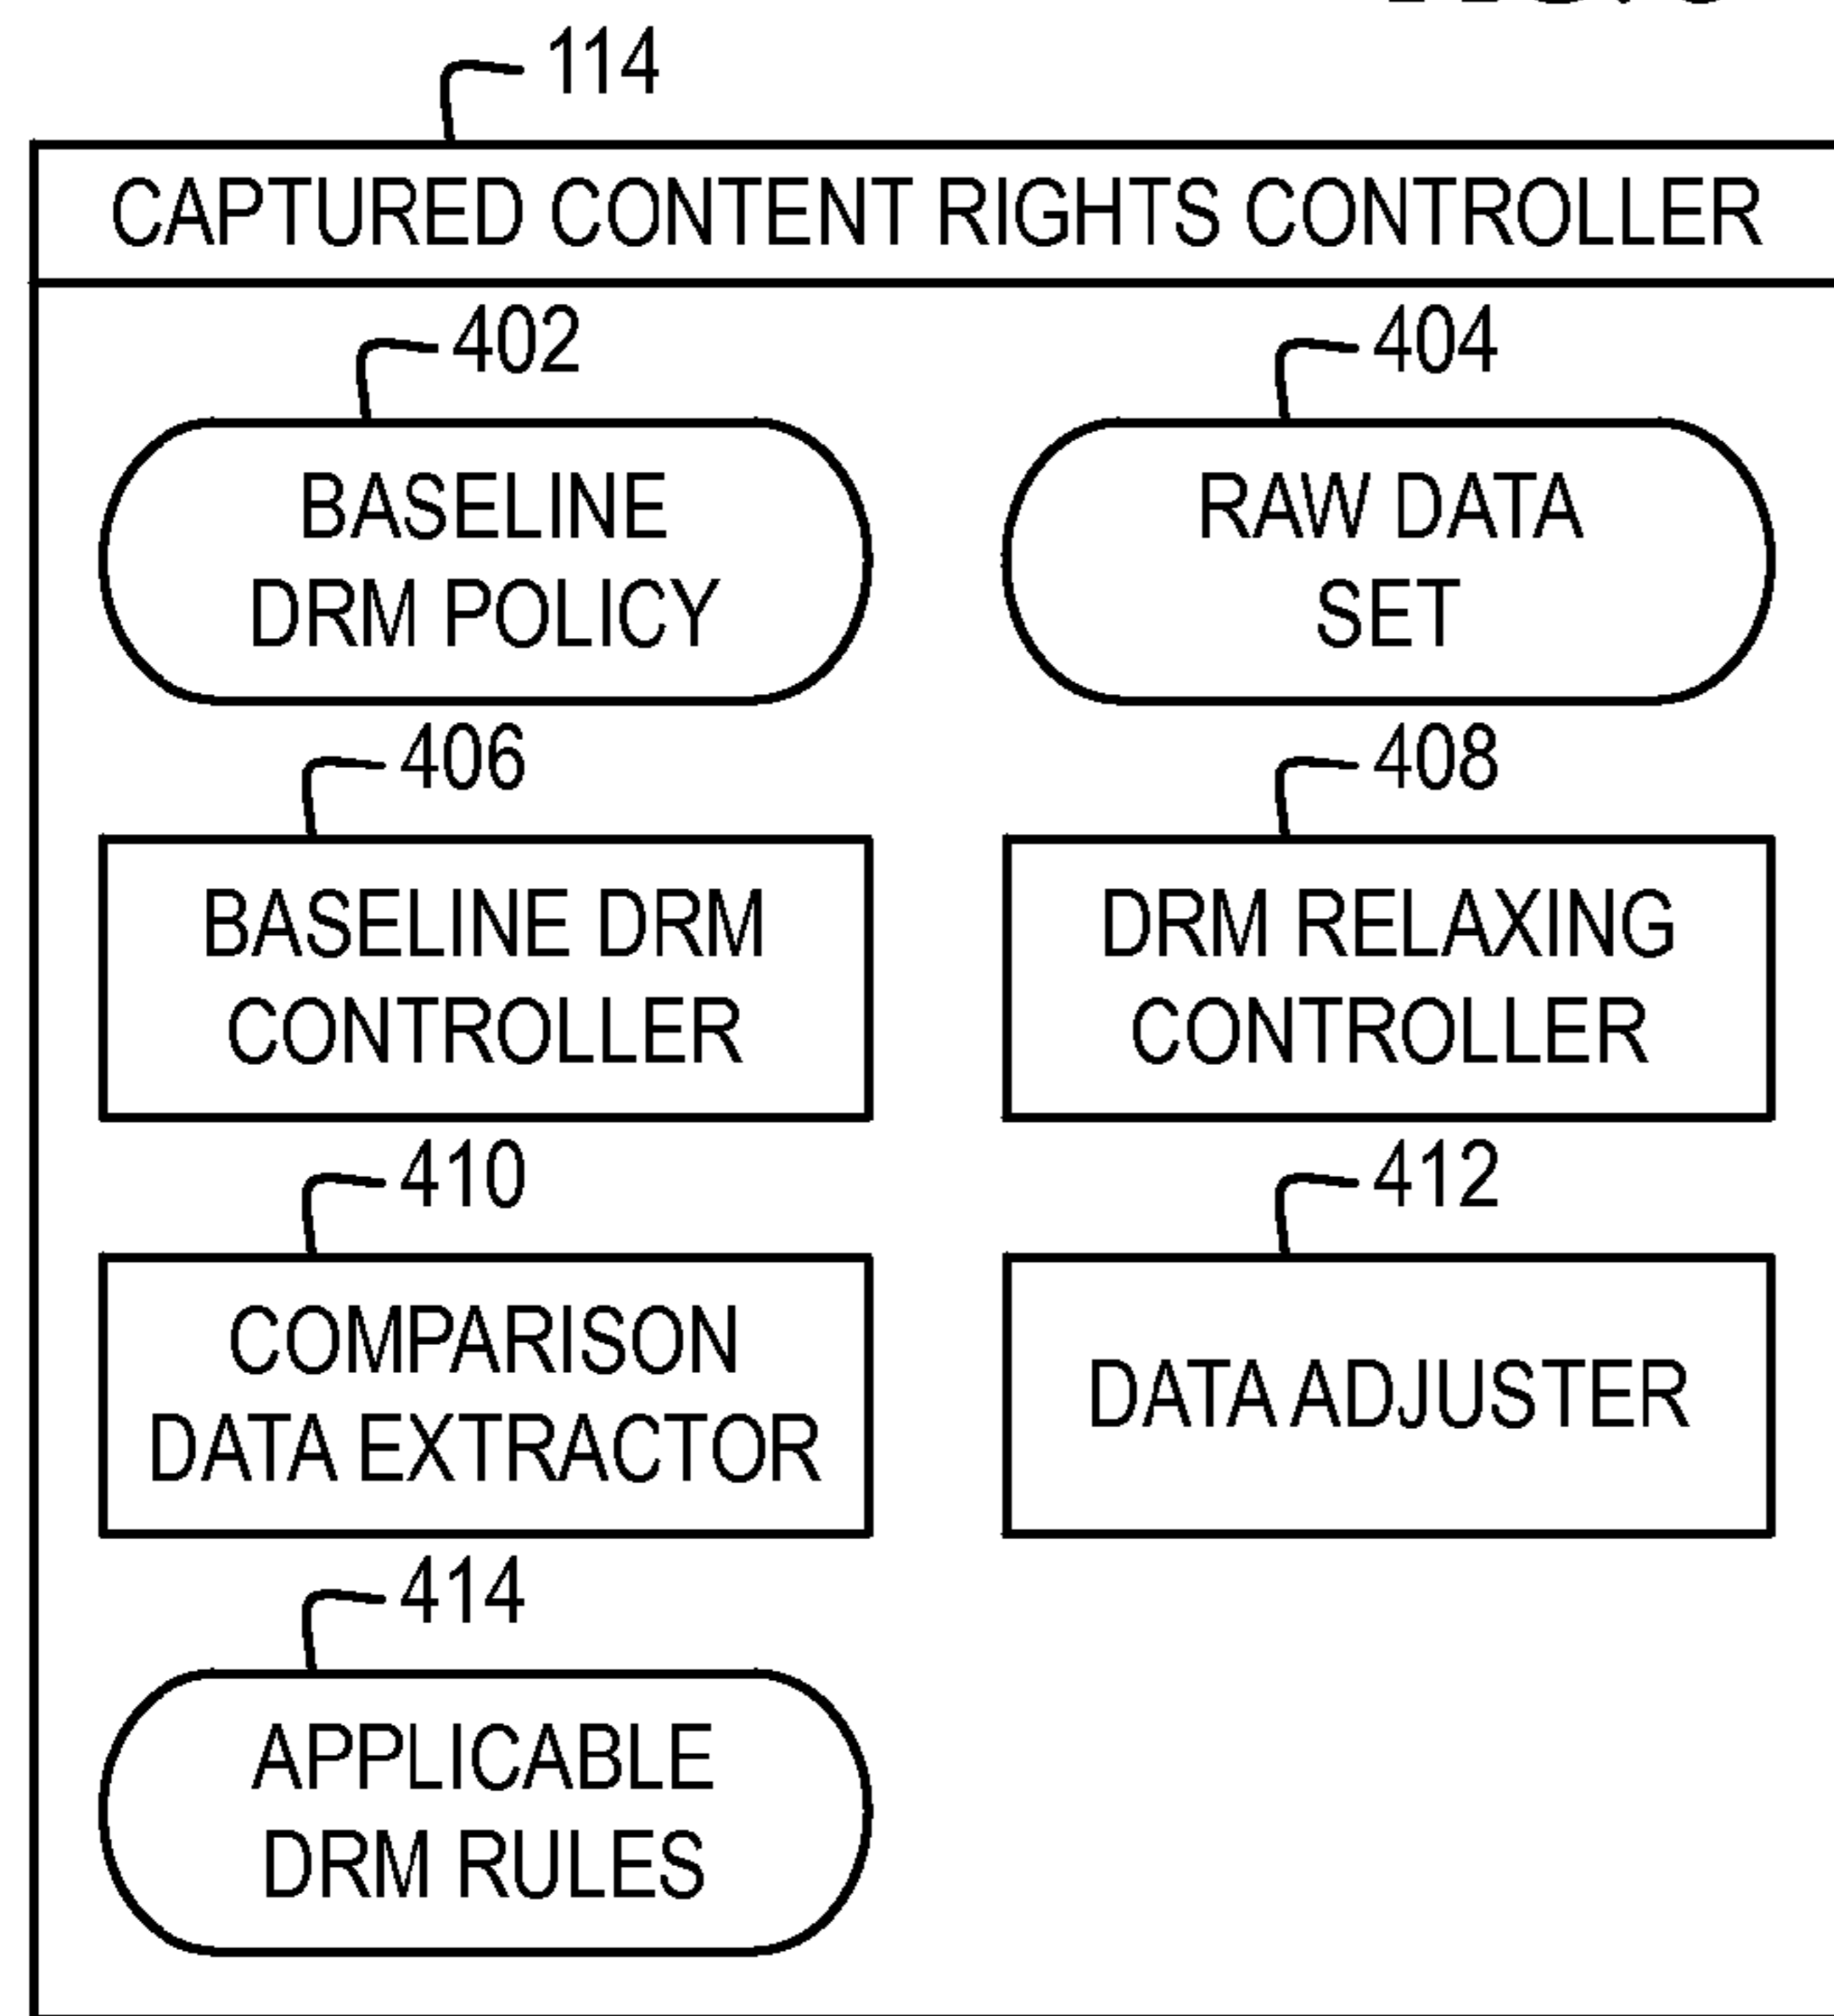 114
CAPTURED CONTENT RIGHTS CONTROLLER
402
404
BASELINE
DRM POLICY
RAW DATA
SET
406
408
BASELINE DRM
CONTROLLER
DRM RELAXING
CONTROLLER
410
412
COMPARISON
DATA EXTRACTOR
DATA ADJUSTER
414
APPLICABLE
DRM RULES